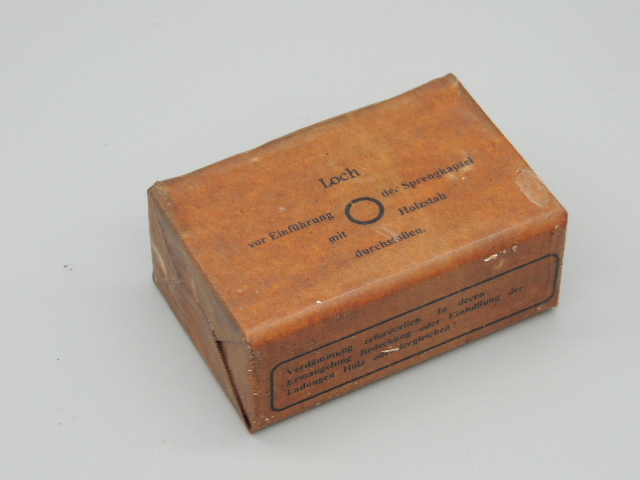 Loch
vor Einführung der Sprengkapsel
mit Holzstab
durchstoßen.
Verdämmung erforderlich. In deren
Ermangelung Bedeckung oder Einhüllung der
Ladungen Holz oder dergleichen!